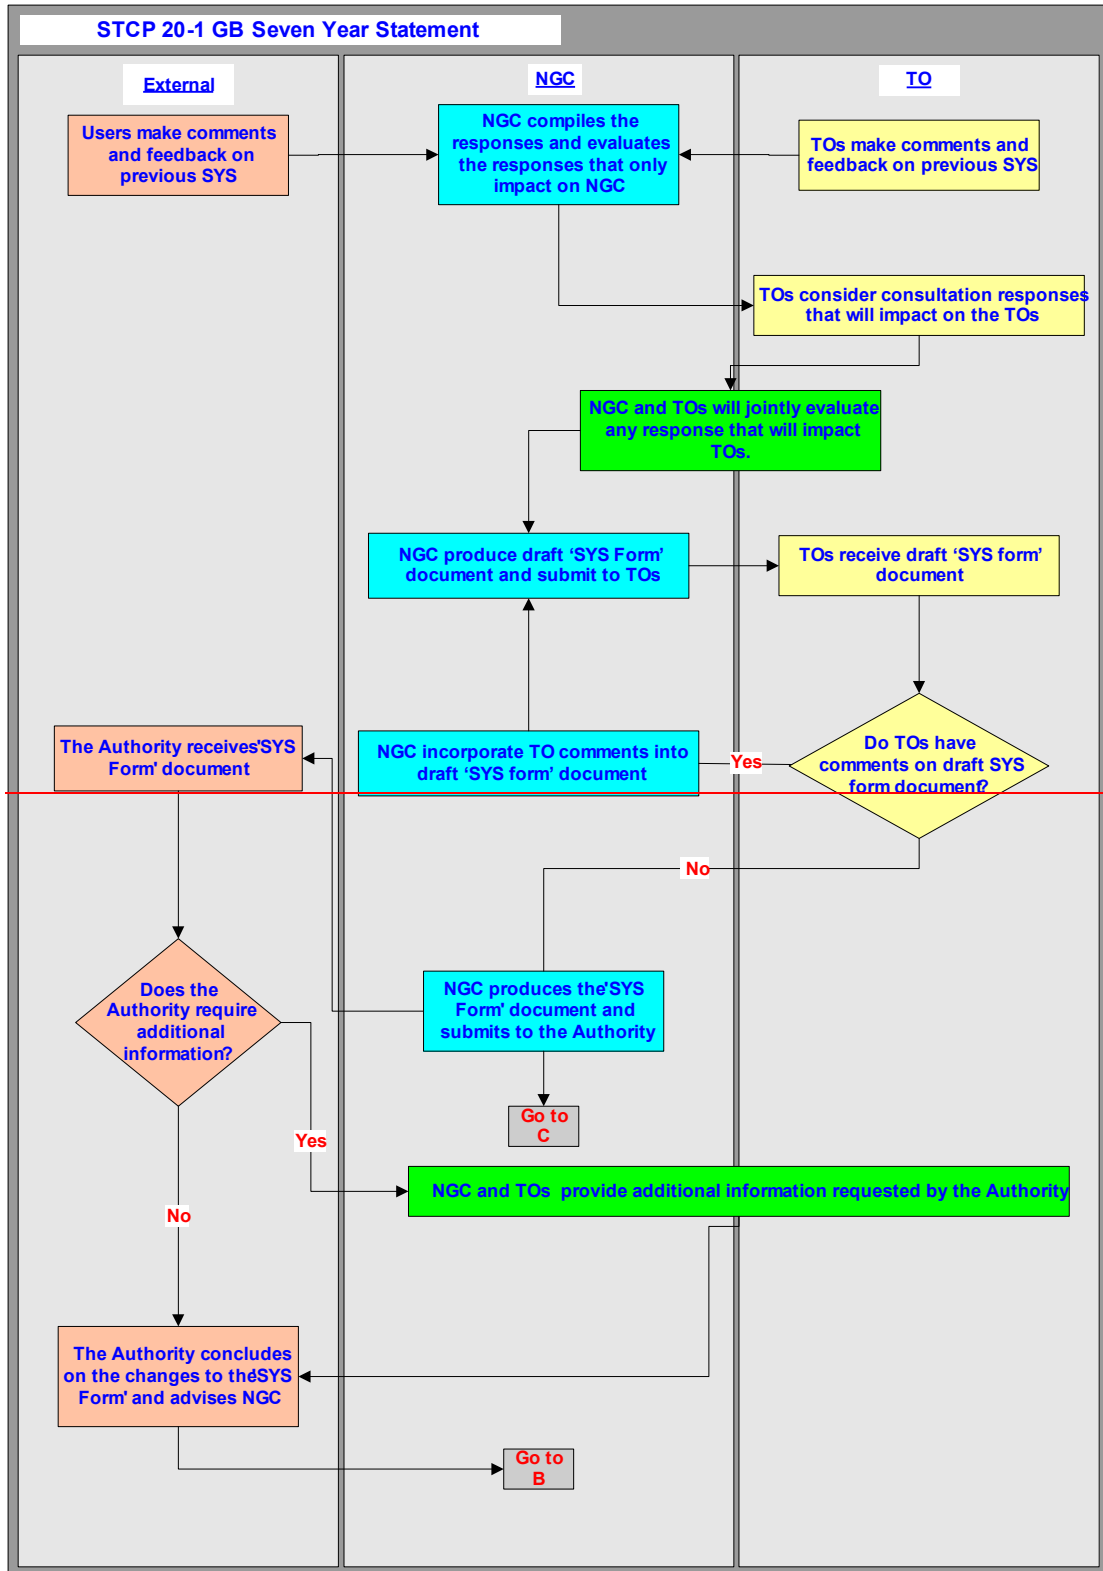 STCP 20-1 GB Seven Year Statement
External
NGC
TO
Users make comments
and feedback on
previous SYS
NGC compiles the
responses and evaluates
the responses that only
impact on NGC
TOs make comments and
feedback on previous SYS
TOs consider consultation responses
that will impact on the TOs
NGC and TOs will jointly evaluate
any response that will impact
TOs.
NGC produce draft ‘SYS Form’
document and submit to TOs
TOs receive draft ‘SYS form’
document
The Authority receives'SYS
Form' document
NGC incorporate TO comments into
draft ‘SYS form’ document
Yes
Do TOs have
comments on draft SYS
form document?
No
Does the
Authority require
additional
information?
NGC produces the'SYS
Form' document and
submits to the Authority
Go to
C
Yes
NGC and TOs provide additional information requested by the Authority
No
The Authority concludes
on the changes to the'SYS
Form' and advises NGC
Go to
B